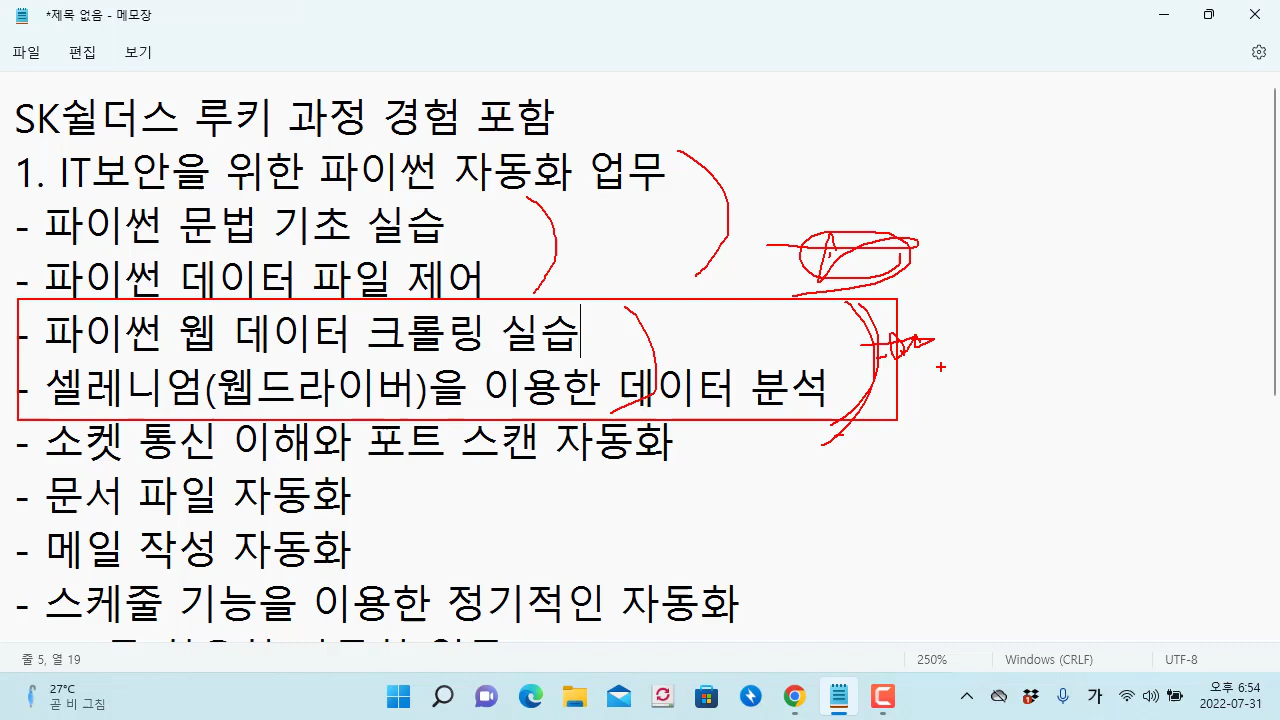 *제목 없음 - 메모장
파일 편집 보기
SK쉴더스 루키 과정 경험 포함
1. IT보안을 위한 파이썬 자동화 업무
- 파이썬 문법 기초 실습
- 파이썬 데이터 파일 제어
- 파이썬 웹 데이터 크롤링 실습
- 셀레니엄(웹드라이버)을 이용한 데이터 분석
- 소켓 통신 이해와 포트 스캔 자동화
- 문서 파일 자동화
- 메일 작성 자동화
- 스케줄 기능을 이용한 정기적인 자동화
줄 5, 열 19 250% Windows (CRLF) UTF-8
27°C 가 오후 6:54
곧 비 그침 2022-07-31